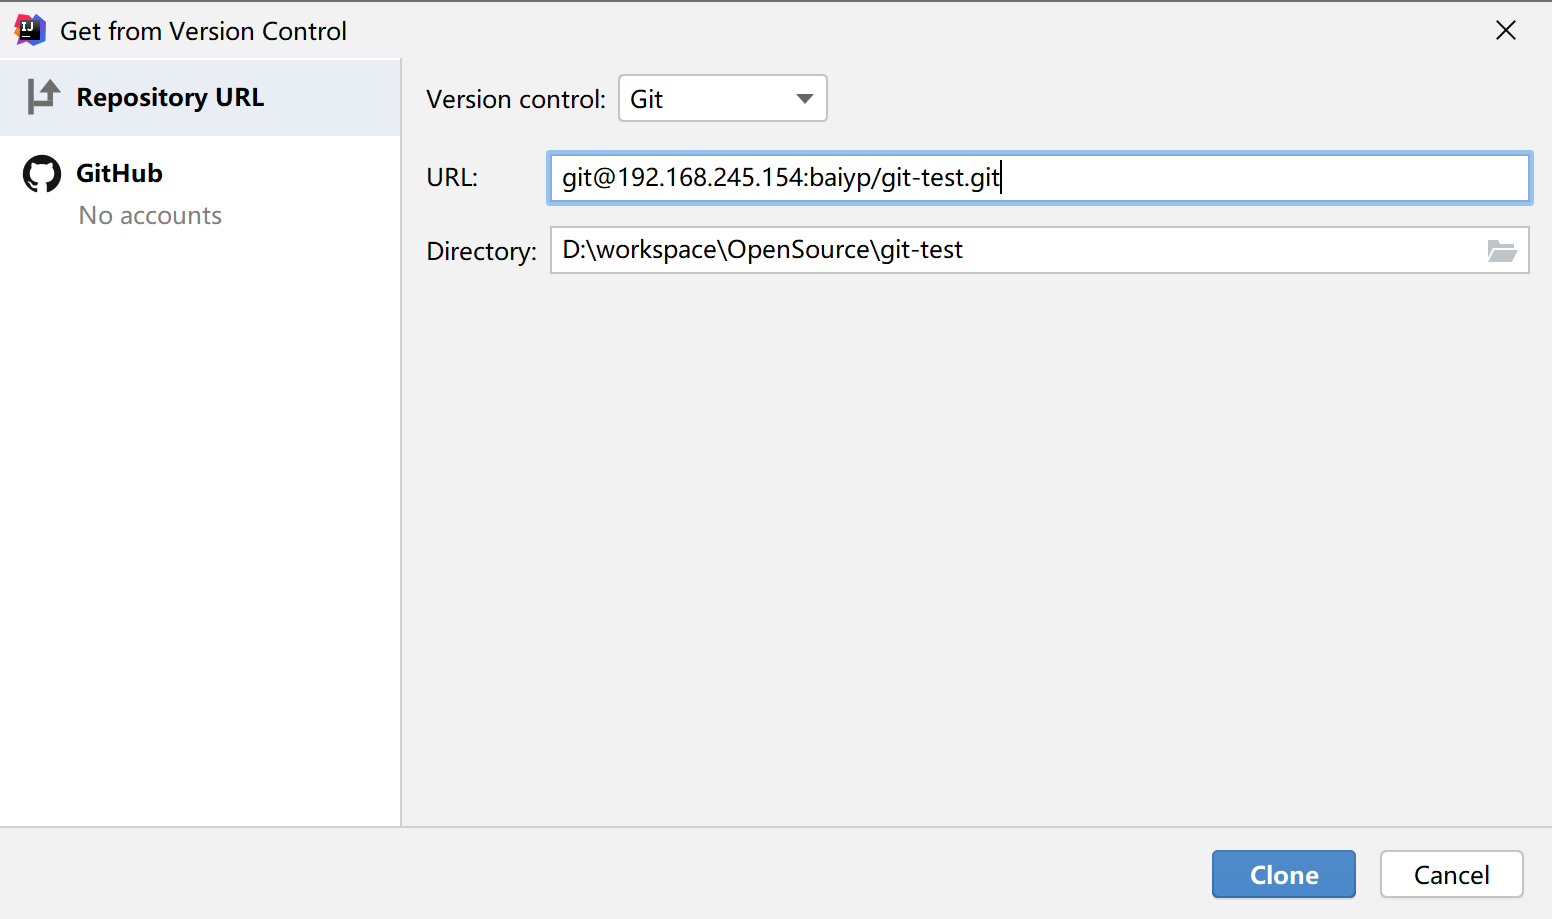 IJ Get from Version Control
Repository URL
GitHub
No accounts
Version control: Git
URL: git@192.168.245.154:baiyp/git-test.git
Directory: D:\workspace\OpenSource\git-test
Clone Cancel